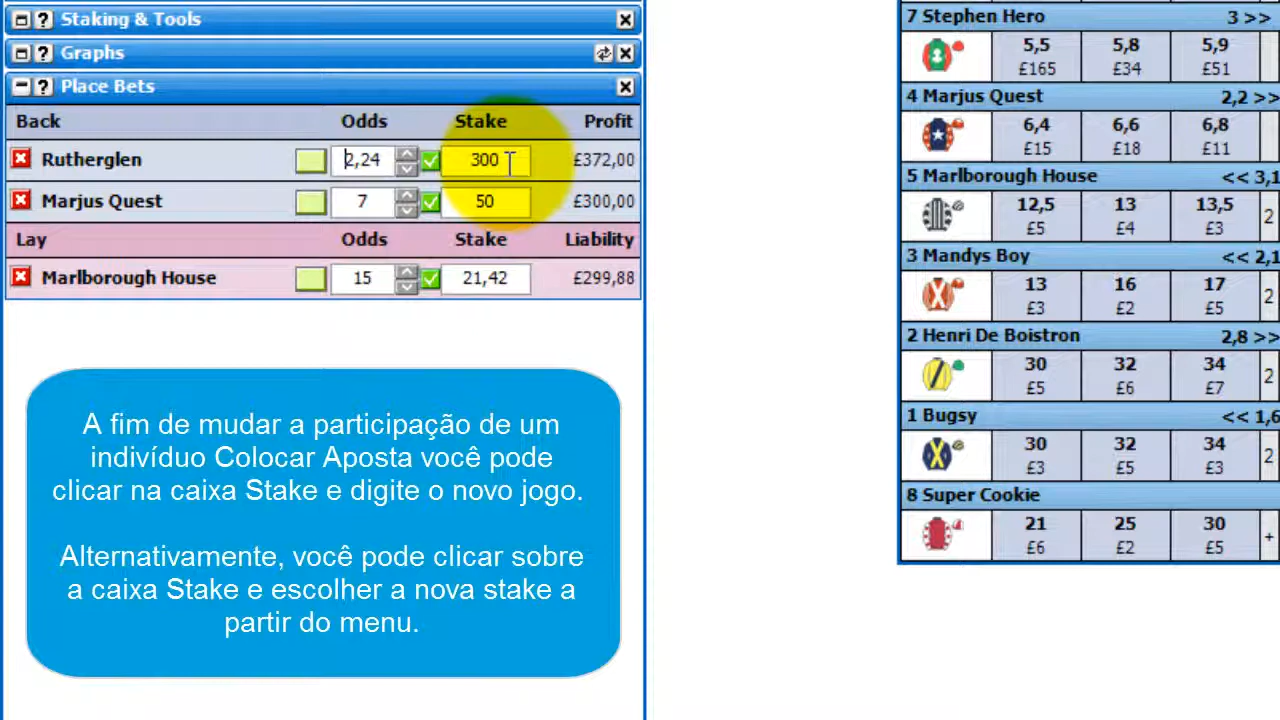 Staking & Tools
Graphs
Place Bets
Back Odds Stake Profit
Rutherglen 2,24 300 £372,00
Marjus Quest 7 50 £300,00
Lay Odds Stake Liability
Marlborough House 15 21,42 £299,88
A fim de mudar a participação de um
indivíduo Colocar Aposta você pode
clicar na caixa Stake e digite o novo jogo.
Alternativamente, você pode clicar sobre
a caixa Stake e escolher a nova stake a
partir do menu.
7 Stephen Hero 3 >>
5,5 5,8 5,9
£165 £34 £51
4 Marjus Quest 2,2 >>
6,4 6,6 6,8
£15 £18 £11
5 Marlborough House << 3,1
12,5 13 13,5
£5 £4 £3
2
3 Mandys Boy << 2,1
13 16 17
£3 £2 £5
2
2 Henri De Boistron 2,8 >>
30 32 34
£5 £6 £7
2
1 Bugsy << 1,6
30 32 34
£3 £5 £3
2
8 Super Cookie
21 25 30
£6 £2 £5
+